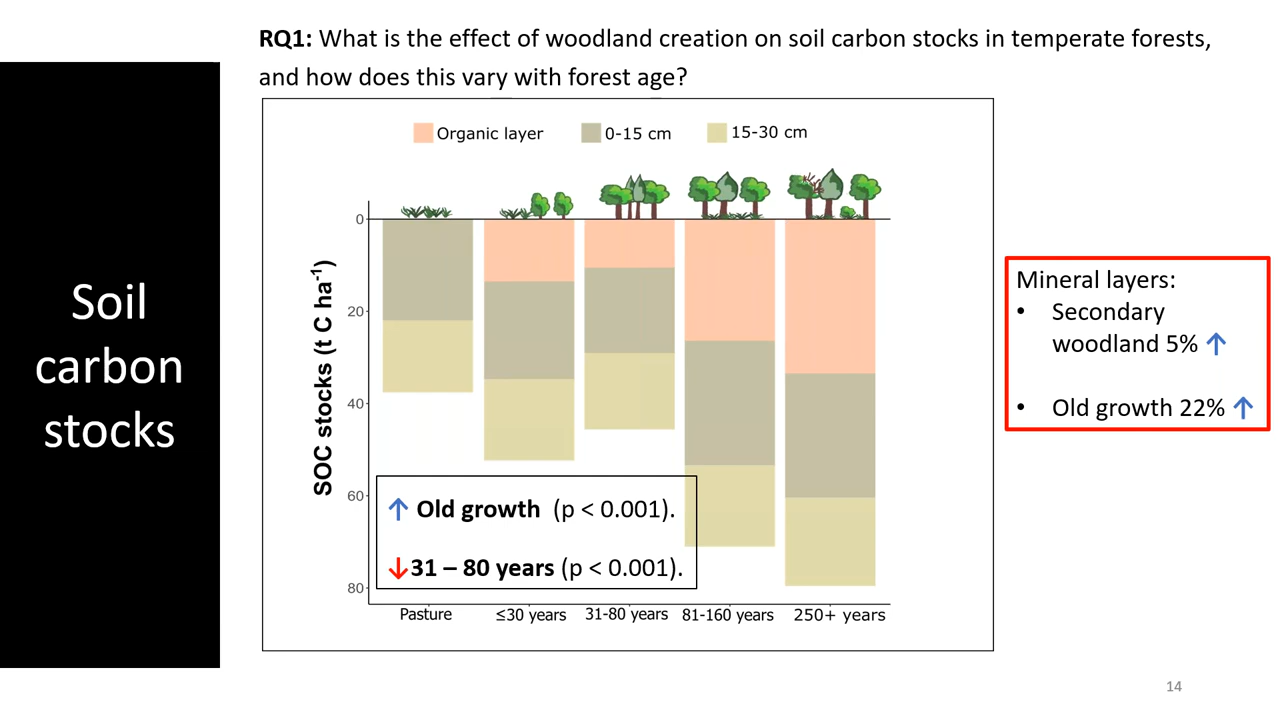 RQ1: What is the effect of woodland creation on soil carbon stocks in temperate forests,
and how does this vary with forest age?
Soil
carbon
stocks
Organic layer
0-15 cm
15-30 cm
SOC stocks (t C ha⁻¹)
0
20
40
60
80
↑ Old growth (p < 0.001).
↓31 – 80 years (p < 0.001).
Pasture
≤30 years
31-80 years
81-160 years
250+ years
Mineral layers:
• Secondary
woodland 5% ↑
• Old growth 22% ↑
14